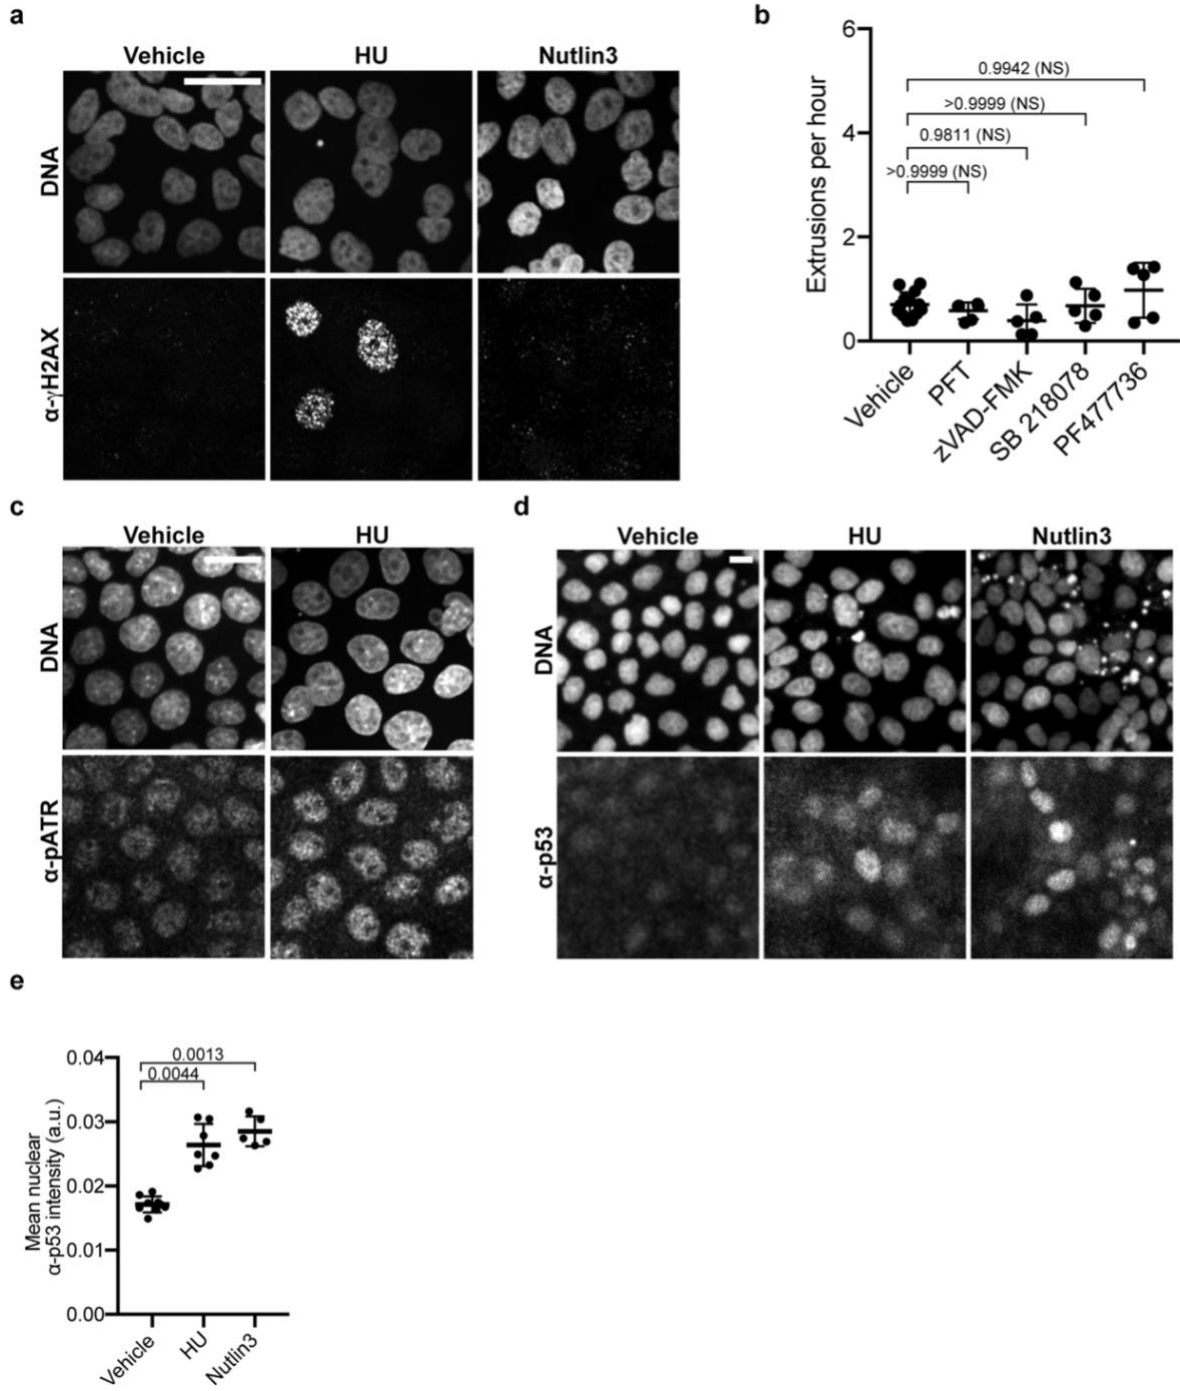 a
Vehicle HU Nutlin3
DNA
α-γH2AX
b
Extrusions per hour
6
4
2
0
0.9942 (NS)
>0.9999 (NS)
0.9811 (NS)
>0.9999 (NS)
Vehicle
PFT
zVAD-FMK
SB 218078
PF477736
c
Vehicle HU
DNA
α-pATR
d
Vehicle HU Nutlin3
DNA
α-p53
e
Mean nuclear
α-p53 intensity (a.u.)
0.04
0.03
0.02
0.01
0.00
0.0013
0.0044
Vehicle
HU
Nutlin3